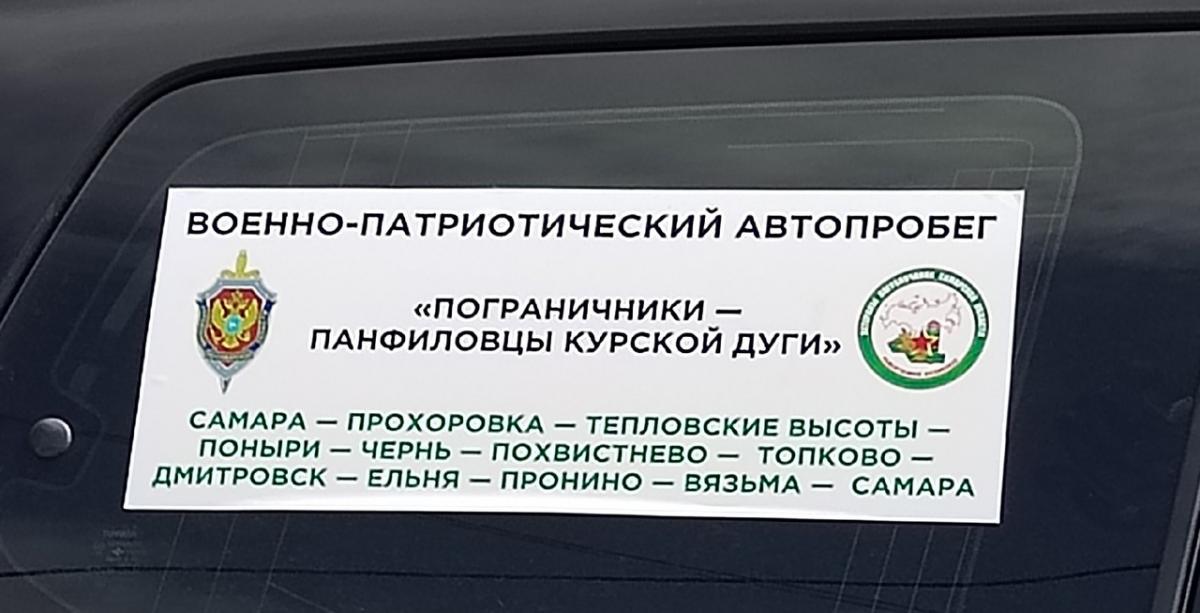 ВОЕННО-ПАТРИОТИЧЕСКИЙ АВТОПРОБЕГ
«ПОГРАНИЧНИКИ —
ПАНФИЛОВЦЫ КУРСКОЙ ДУГИ»
САМАРА — ПРОХОРОВКА — ТЕПЛОВСКИЕ ВЫСОТЫ —
ПОНЫРИ — ЧЕРНЬ — ПОХВИСТНЕВО — ТОПКОВО —
ДМИТРОВСК — ЕЛЬНЯ — ПРОНИНО — ВЯЗЬМА — САМАРА